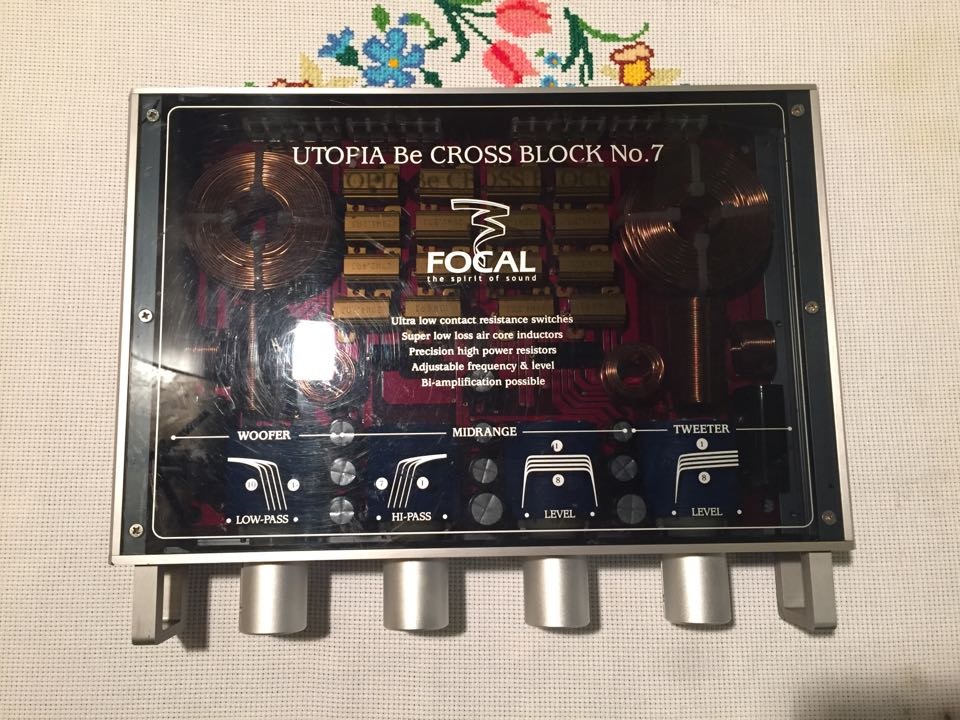 UTOPIA Be CROSS BLOCK No.7
FOCAL
the spirit of sound
Ultra low contact resistance switches
Super low loss air core inductors
Precision high power resistors
Adjustable frequency & level
Bi-amplification possible
WOOFER MIDRANGE TWEETER
10 1 7 1 1 8 1 8
LOW-PASS HI-PASS LEVEL LEVEL